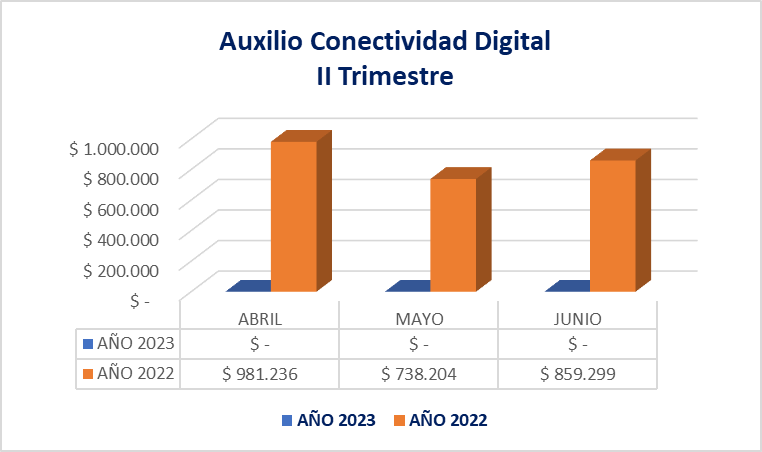 Auxilio Conectividad Digital
II Trimestre
$ 1.000.000
$ 800.000
$ 600.000
$ 400.000
$ 200.000
$ -
ABRIL MAYO JUNIO
AÑO 2023 $ - $ - $ -
AÑO 2022 $ 981.236 $ 738.204 $ 859.299
AÑO 2023 AÑO 2022